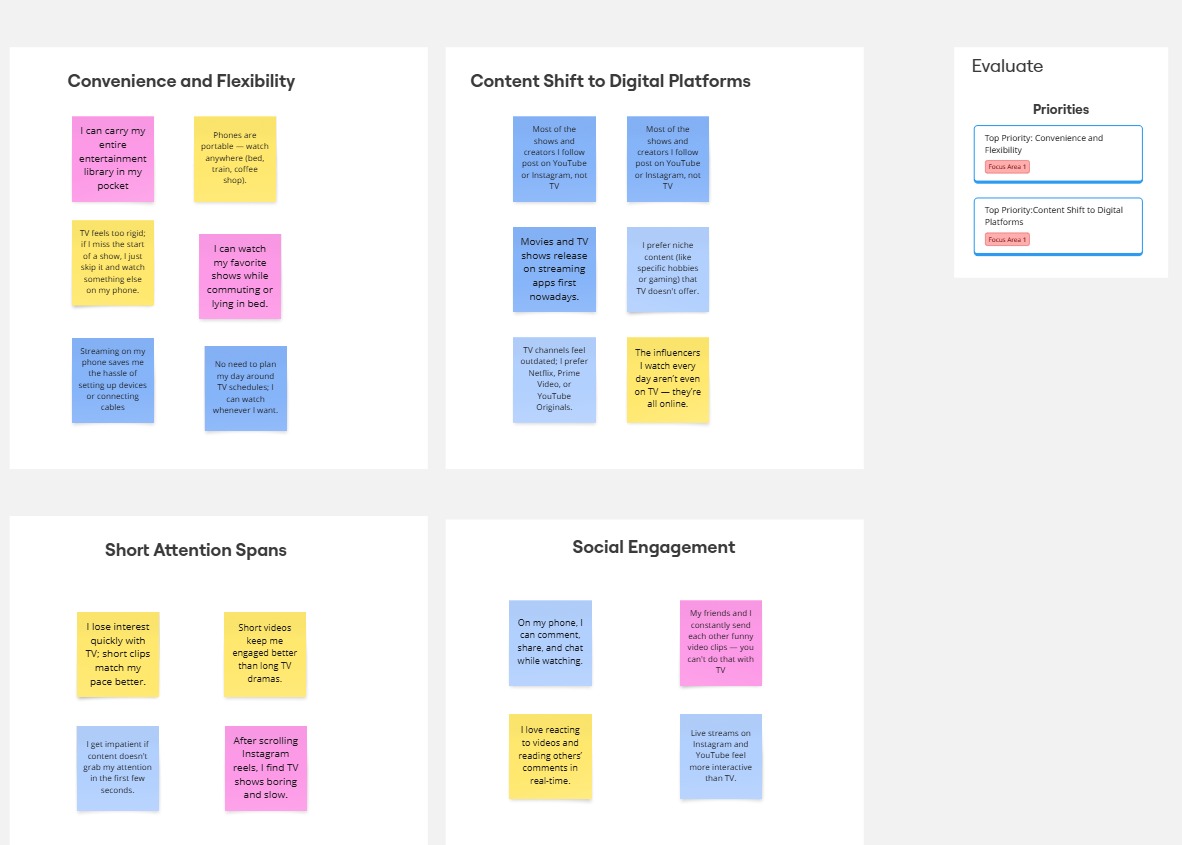 Convenience and Flexibility
I can carry my
entire
entertainment
library in my
pocket
Phones are
portable — watch
anywhere (bed,
train, coffee
shop).
TV feels too rigid;
if I miss the start
of a show, I just
skip it and watch
something else
on my phone.
I can watch
my favorite
shows while
commuting or
lying in bed.
Streaming on my
phone saves me
the hassle of
setting up devices
or connecting
cables
No need to plan
my day around
TV schedules; I
can watch
whenever I want.
Content Shift to Digital Platforms
Most of the
shows and
creators I follow
post on YouTube
or Instagram, not
TV
Most of the
shows and
creators I follow
post on YouTube
or Instagram, not
TV
Movies and TV
shows release
on streaming
apps first
nowadays.
I prefer niche
content (like
specific hobbies
or gaming) that
TV doesn't offer.
TV channels feel
outdated; I prefer
Netflix, Prime
Video, or
YouTube
Originals.
The influencers
I watch every
day aren't even
on TV — they're
all online.
Evaluate
Priorities
Top Priority: Convenience and
Flexibility
Focus Area 1
Top Priority:Content Shift to Digital
Platforms
Focus Area 1
Short Attention Spans
I lose interest
quickly with
TV; short clips
match my
pace better.
Short videos
keep me
engaged better
than long TV
dramas.
I get impatient if
content doesn't
grab my attention
in the first few
seconds.
After scrolling
Instagram
reels, I find TV
shows boring
and slow.
Social Engagement
On my phone, I
can comment,
share, and chat
while watching.
My friends and I
constantly send
each other funny
video clips — you
can't do that with
TV
I love reacting
to videos and
reading others'
comments in
real-time.
Live streams on
Instagram and
YouTube feel
more interactive
than TV.